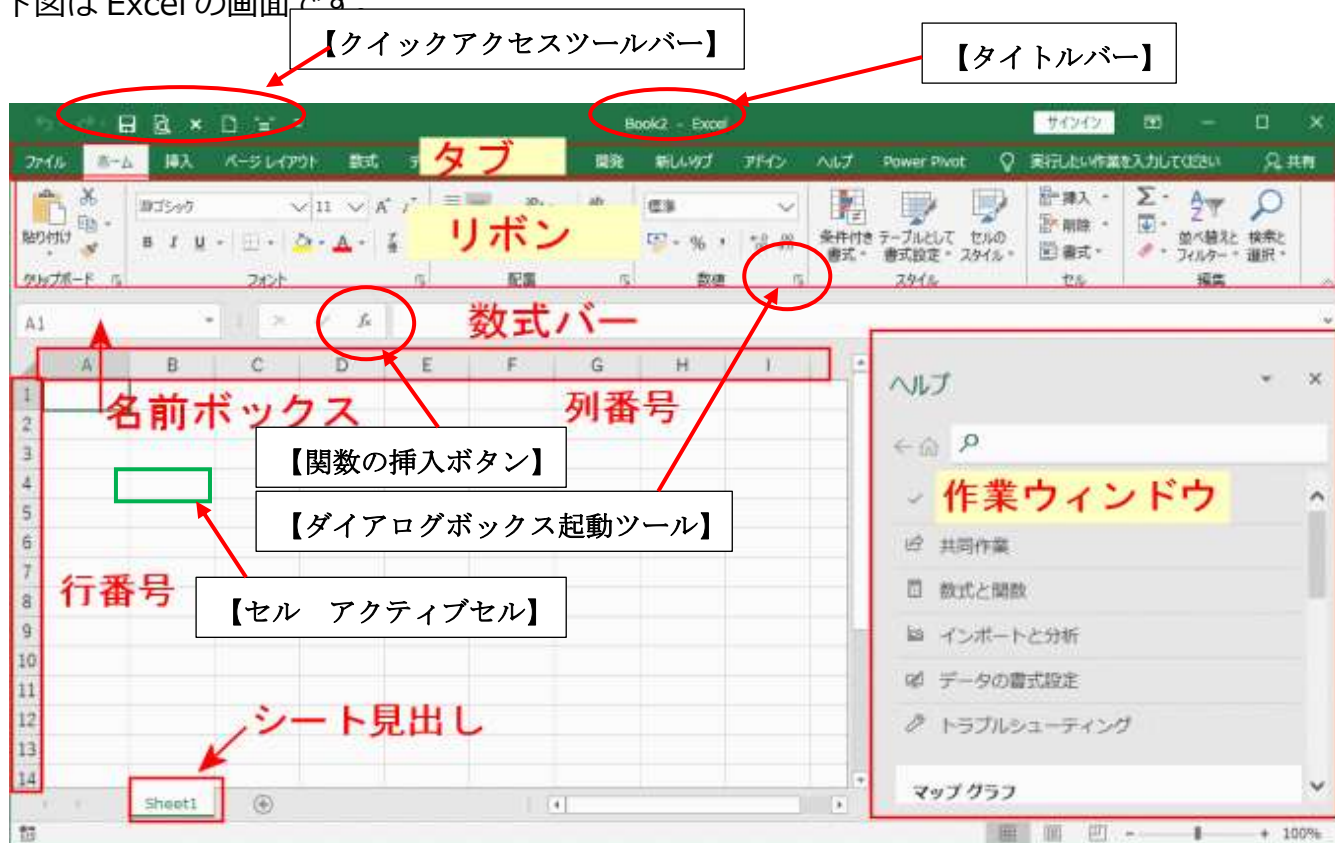 下図は Excel の画面です。
【クイックアクセスツールバー】
【タイトルバー】
Book2 - Excel
サインイン
ファイル ホーム 挿入 ページ レイアウト 数式 タブ 開発 新しいタブ アドイン ヘルプ Power Pivot 実行したい作業を入力してください 共有
游ゴシック 11 標準 挿入
リボン
貼り付け B I U % 条件付き テーブルとして セルの 削除 並べ替えと 検索と
書式 書式設定 スタイル 書式 フィルター 選択
クリップボード フォント 配置 数値 スタイル セル 編集
A1 fx 数式バー
A B C D E F G H I
ヘルプ
1
名前ボックス 列番号
2
3
【関数の挿入ボタン】
4
作業ウィンドウ
5
【ダイアログボックス起動ツール】
6
共同作業
7
行番号
数式と関数
8
【セル アクティブセル】
9
インポートと分析
10
データの書式設定
11
12
シート見出し
トラブルシューティング
13
14
マップ グラフ
Sheet1
100%